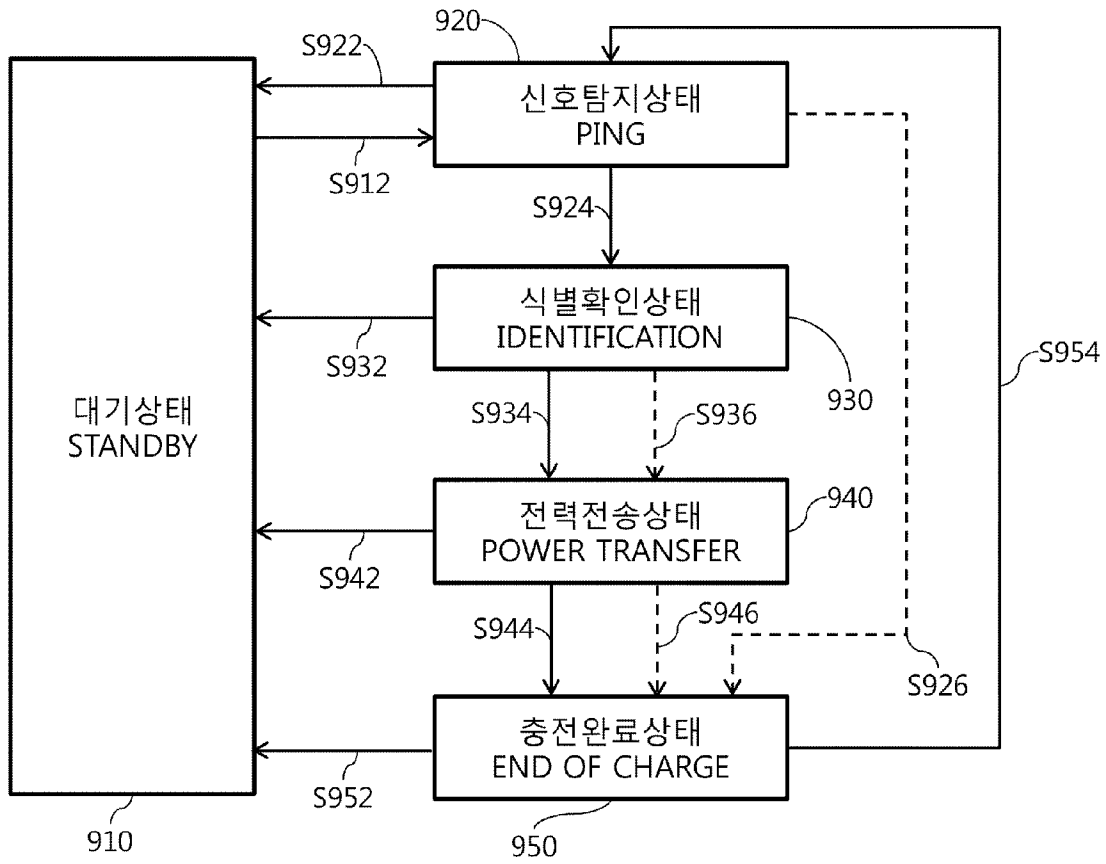 920
S922
신호탐지상태
PING
S912
S924
식별확인상태
IDENTIFICATION
S932
930
S954
대기상태
STANDBY
S934
S936
940
전력전송상태
POWER TRANSFER
S942
S944
S946
S926
충전완료상태
END OF CHARGE
S952
910
950